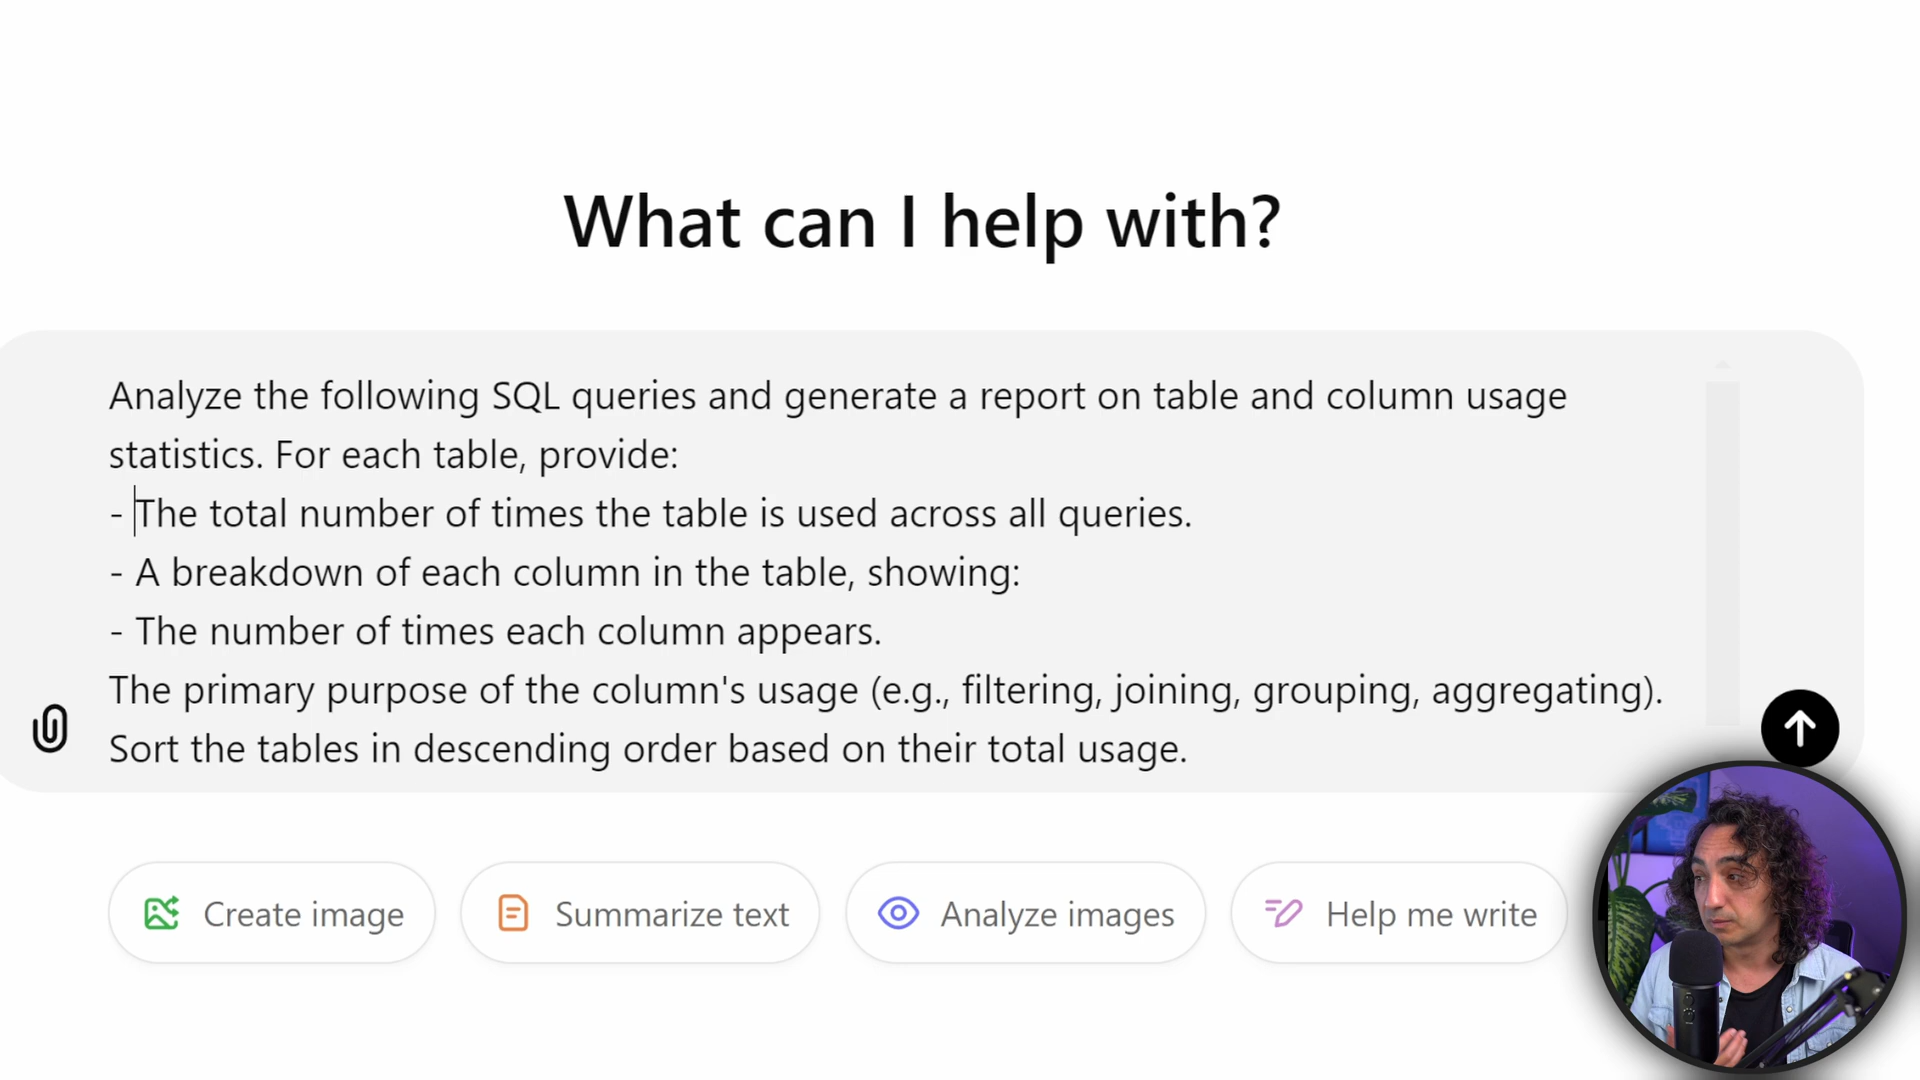 What can I help with?
Analyze the following SQL queries and generate a report on table and column usage
statistics. For each table, provide:
- The total number of times the table is used across all queries.
- A breakdown of each column in the table, showing:
- The number of times each column appears.
The primary purpose of the column's usage (e.g., filtering, joining, grouping, aggregating).
Sort the tables in descending order based on their total usage.
Create image
Summarize text
Analyze images
Help me write